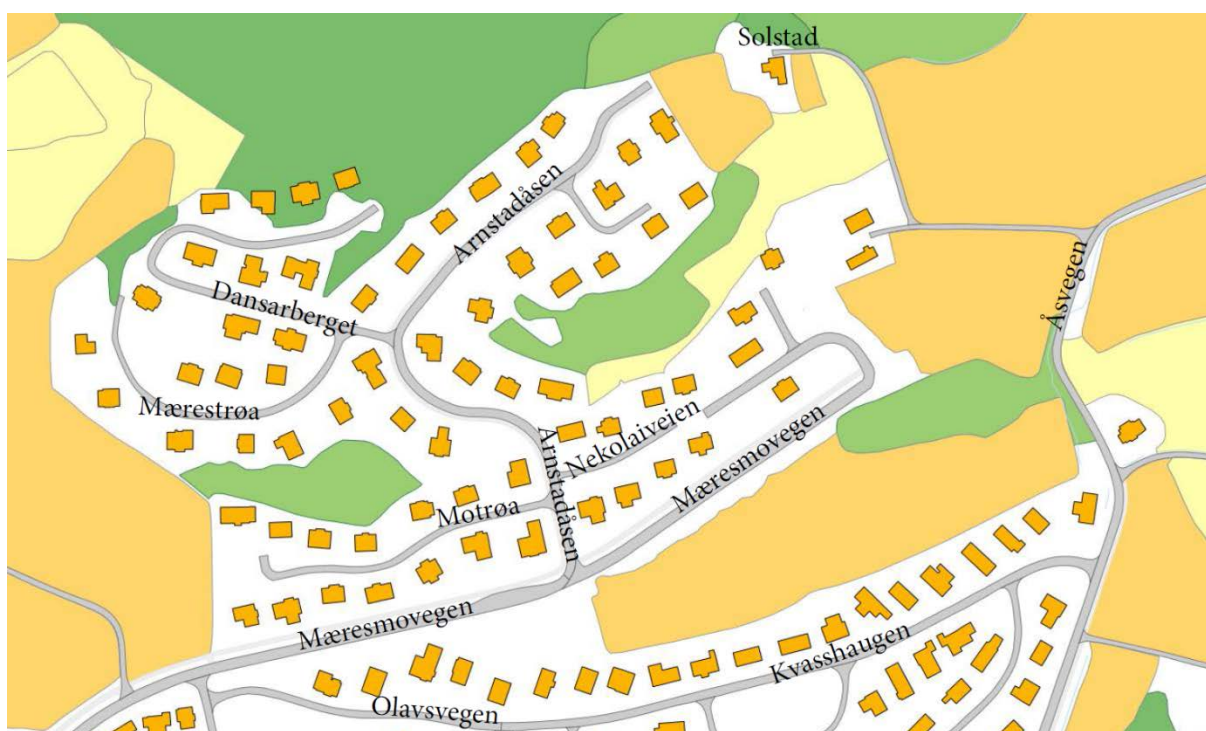 Solstad
Arnstadåsen
Dansarberget
Åsvegen
Mærestrøa
Nekolaiveien
Mæresmovegen
Arnstadåsen
Motrøa
Mæresmovegen
Kvasshaugen
Olavsvegen